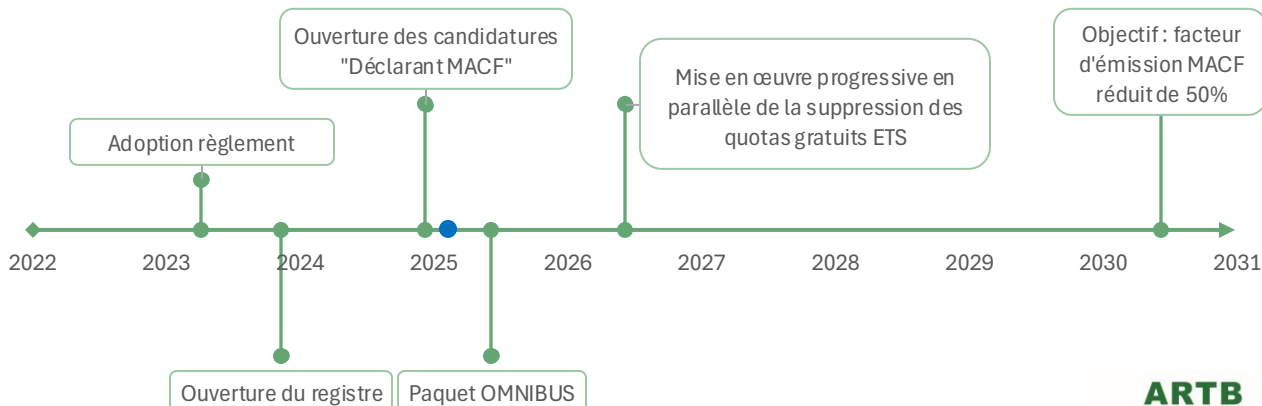 Ouverture des candidatures
"Déclarant MACF"
Objectif : facteur
d'émission MACF
réduit de 50%
Mise en œuvre progressive en
parallèle de la suppression des
quotas gratuits ETS
Adoption règlement
2022 2023 2024 2025 2026 2027 2028 2029 2030 2031
Ouverture du registre
Paquet OMNIBUS
ARTB